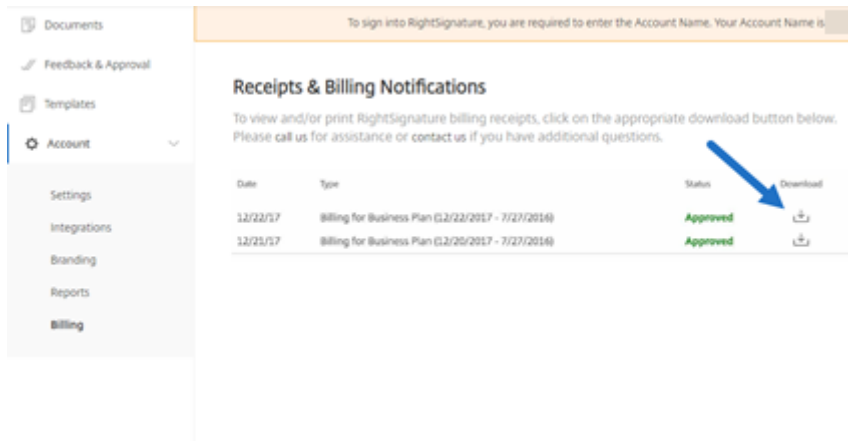 Documents
To sign into RightSignature, you are required to enter the Account Name. Your Account Name is
Feedback & Approval
Templates
Account
Settings
Integrations
Branding
Reports
Billing
Receipts & Billing Notifications
To view and/or print RightSignature billing receipts, click on the appropriate download button below.
Please call us for assistance or contact us if you have additional questions.
Date Type Status Download
12/22/17 Billing for Business Plan (12/22/2017 - 7/27/2016) Approved
12/21/17 Billing for Business Plan (12/20/2017 - 7/27/2016) Approved